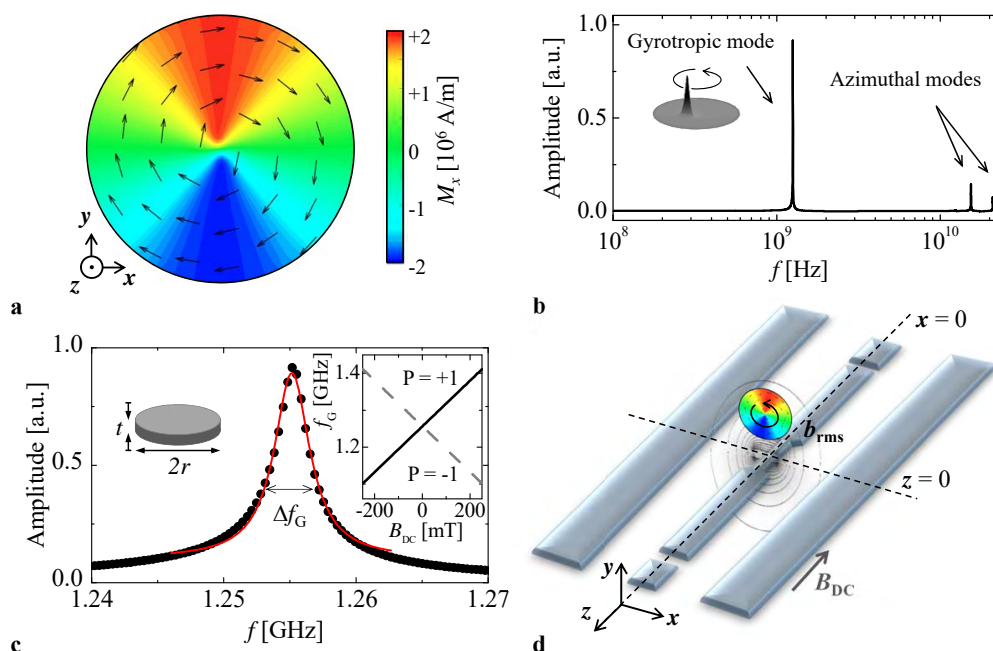 +2
+1
0
-1
-2
M_x [10^6 A/m]
y
z
x
a
1.0
0.5
0.0
Amplitude [a.u.]
Gyrotropic mode
Azimuthal modes
10^8
10^9
10^10
f [Hz]
b
1.0
0.5
0.0
Amplitude [a.u.]
t
2r
Δf_G
1.4
1.2
f_G [GHz]
P = +1
P = -1
-250
0
250
B_DC [mT]
1.24
1.25
1.26
1.27
f [GHz]
c
x = 0
b_rms
z = 0
B_DC
y
x
z
d